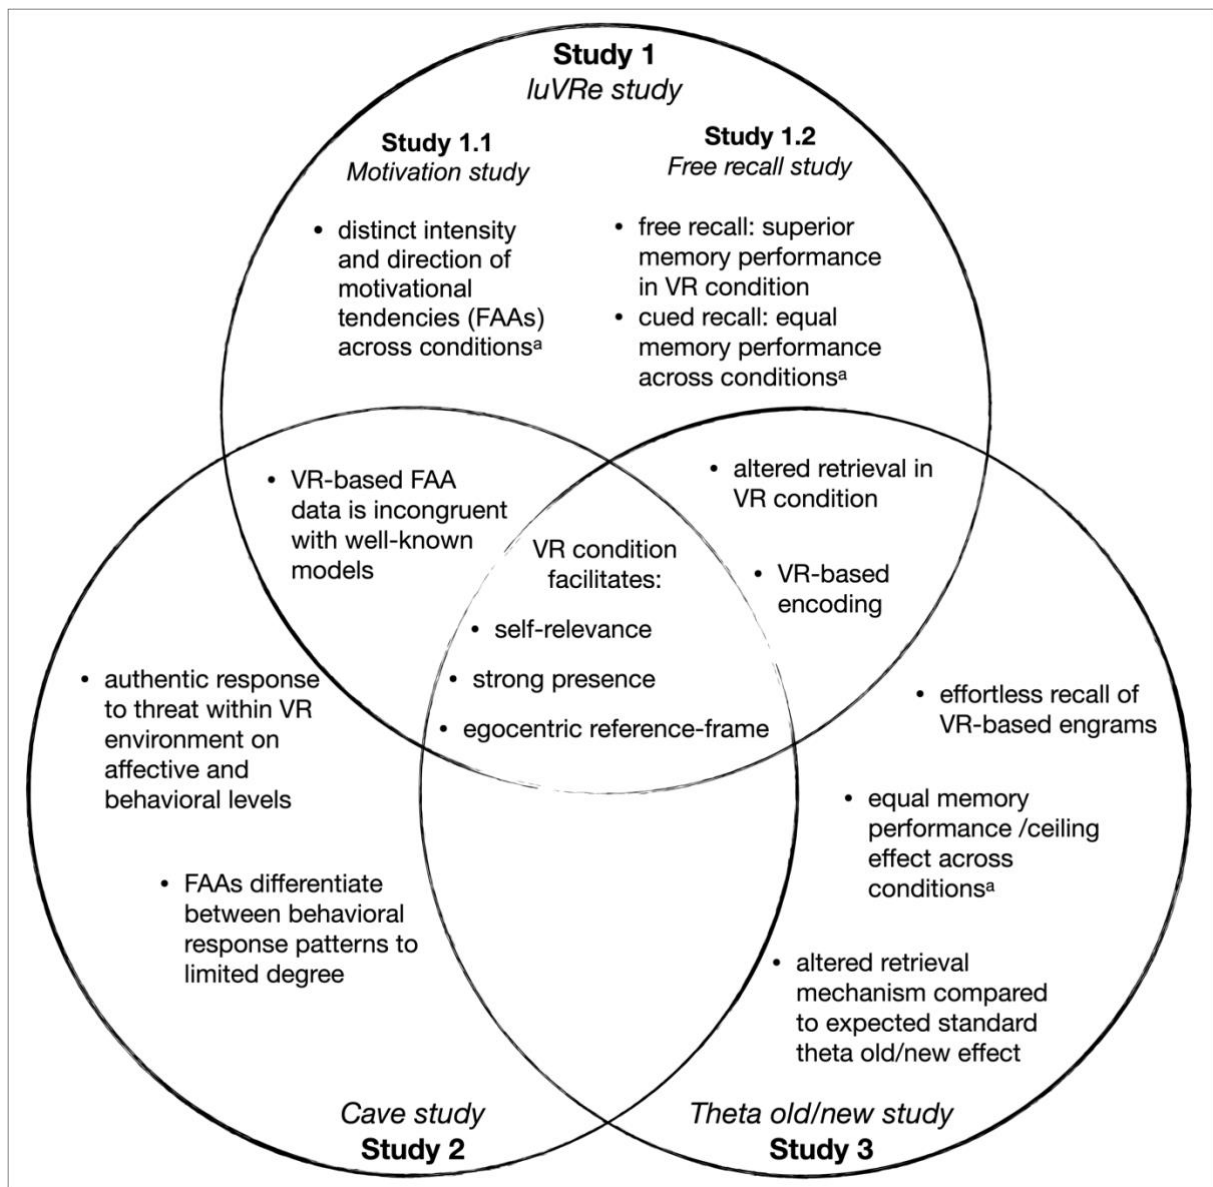 Study 1
luVRe study
Study 1.1
Motivation study
• distinct intensity
and direction of
motivational
tendencies (FAAs)
across conditionsᵃ
Study 1.2
Free recall study
• free recall: superior
memory performance
in VR condition
• cued recall: equal
memory performance
across conditionsᵃ
• VR-based FAA
data is incongruent
with well-known
models
• altered retrieval in
VR condition
• VR-based
encoding
VR condition
facilitates:
• self-relevance
• strong presence
• egocentric reference-frame
• authentic response
to threat within VR
environment on
affective and
behavioral levels
• FAAs differentiate
between behavioral
response patterns to
limited degree
• effortless recall of
VR-based engrams
• equal memory
performance /ceiling
effect across
conditionsᵃ
• altered retrieval
mechanism compared
to expected standard
theta old/new effect
Cave study
Study 2
Theta old/new study
Study 3